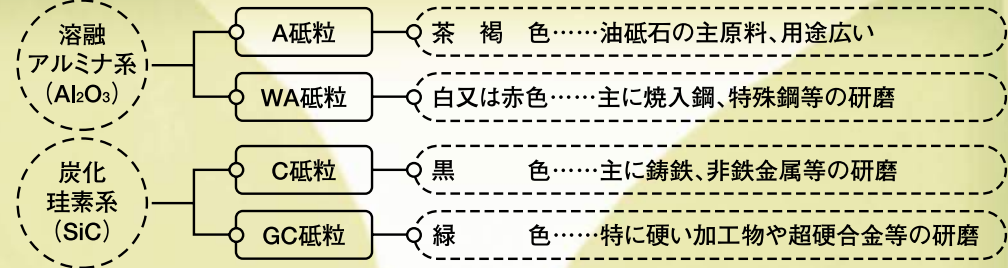 溶融
アルミナ系
(Al₂O₃)
A砥粒
茶褐色……油砥石の主原料、用途広い
WA砥粒
白又は赤色……主に焼入鋼、特殊鋼等の研磨
炭化
珪素系
(SiC)
C砥粒
黒色……主に鋳鉄、非鉄金属等の研磨
GC砥粒
緑色……特に硬い加工物や超硬合金等の研磨